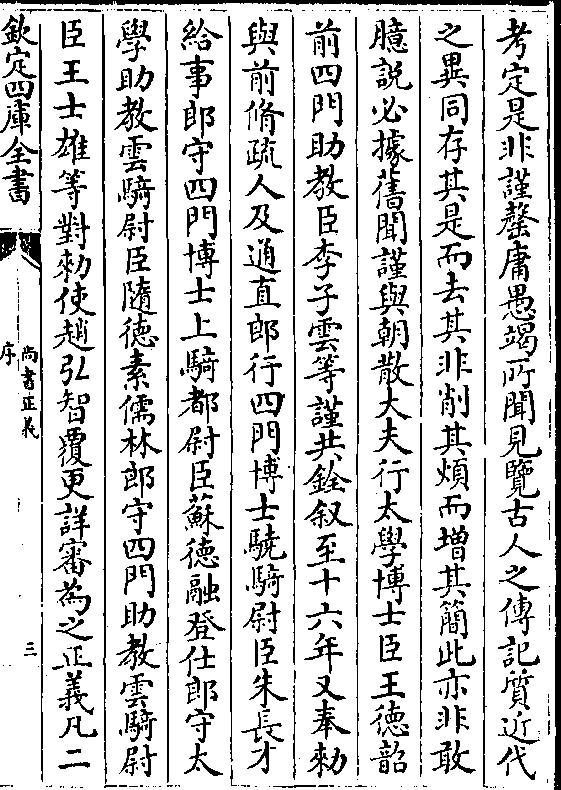 考定是非謹罄庸愚竭所聞見覽古人之傳記質近代
之異同存其是而去其非削其煩而增其簡此亦非敢
臆説必據舊聞謹與朝散大夫行太學博士臣王德韶
前四門助教臣李子雲等謹共銓叙至十六年又奉勑
與前脩疏人及通直郎行四門博士驍騎尉臣朱長才
給事郎守四門博士上騎都尉臣蘇德融登仕郎守太
學助教雲騎尉臣隨德素儒林郎守四門助教雲騎尉
臣王士雄等對勑使趙弘智覆更詳審為之正義凡二
欽定四庫全書
尚書正義
序
三